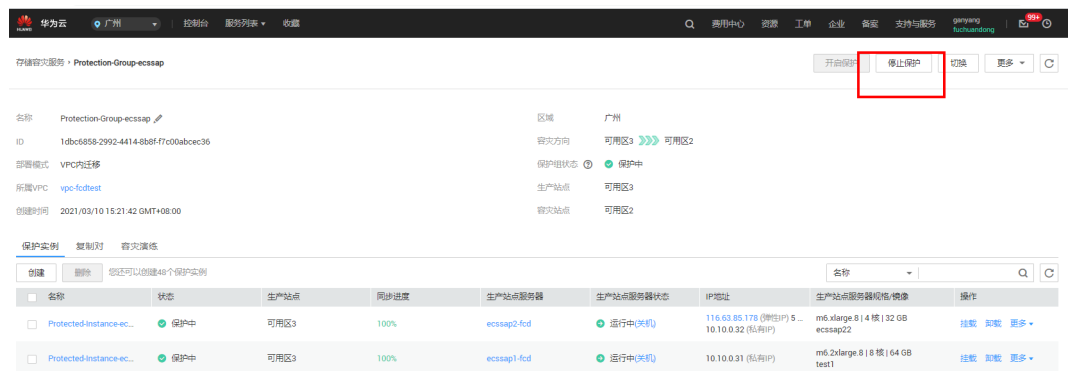 HUAWEI 华为云 广州 控制台 服务列表 收藏 费用中心 资源 工单 企业 备案 支持与服务 ganyang 99+
fuchuandong
存储容灾服务 › Protection-Group-ecssap 开启保护 停止保护 切换 更多
名称 Protection-Group-ecssap 区域 广州
ID 1dbc6858-2992-4414-8b8f-f7c00abcec36 容灾方向 可用区3 可用区2
部署模式 VPC内迁移 保护组状态 ? 保护中
所属VPC vpc-fcdtest 生产站点 可用区3
创建时间 2021/03/10 15:21:42 GMT+08:00 容灾站点 可用区2
保护实例 复制对 容灾演练
创建 删除 您还可以创建48个保护实例 名称
名称 状态 生产站点 同步进度 生产站点服务器 生产站点服务器状态 IP地址 生产站点服务器规格/镜像 操作
Protected-Instance-ec... 保护中 可用区3 100% ecssap2-fcd 运行中(关机) 116.63.85.178 (弹性IP) 5 ... m6.xlarge.8 | 4 核 | 32 GB 挂载 卸载 更多
10.10.0.32 (私有IP) ecssap22
Protected-Instance-ec... 保护中 可用区3 100% ecssap1-fcd 运行中(关机) 10.10.0.31 (私有IP) m6.2xlarge.8 | 8 核 | 64 GB 挂载 卸载 更多
test1